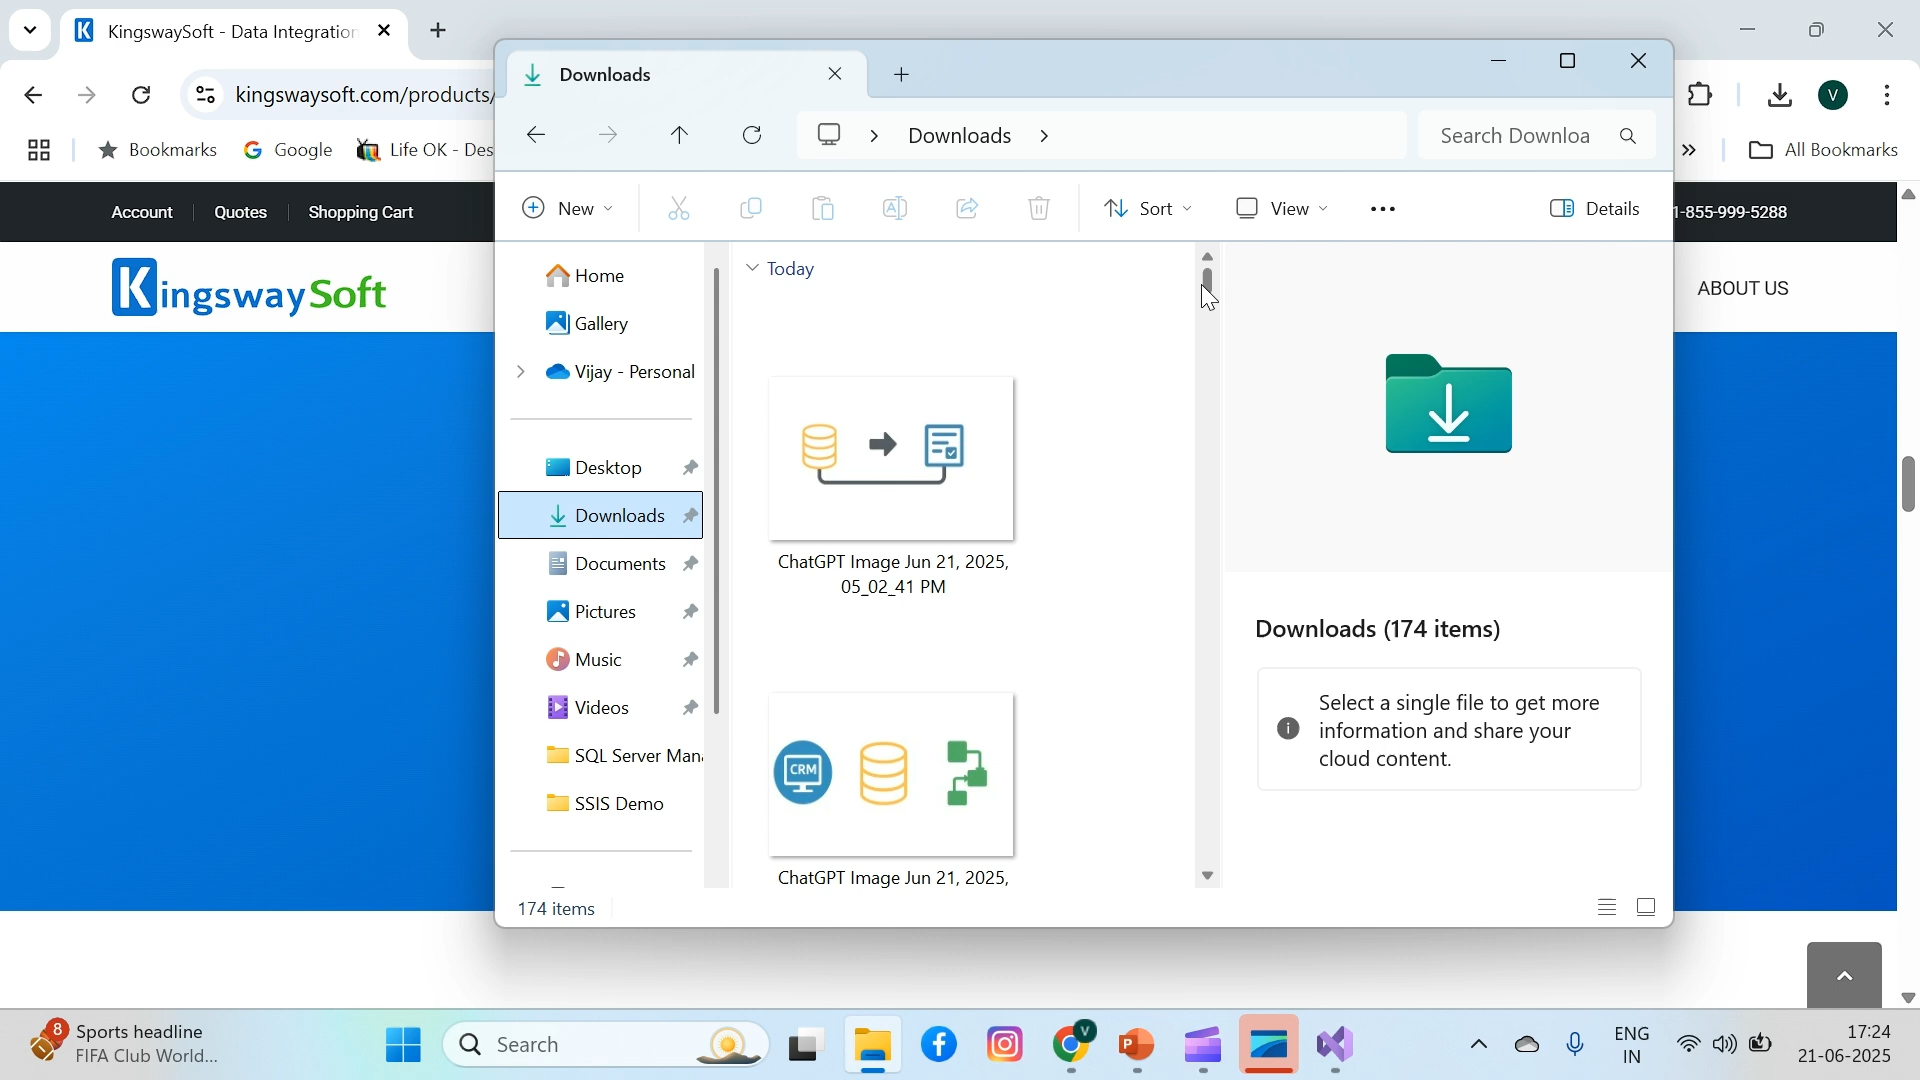 KingswaySoft - Data Integration
kingswaysoft.com/products/
Bookmarks
Google
Life OK - Des
All Bookmarks
V
Account
Quotes
Shopping Cart
1-855-999-5288
KingswaySoft
ABOUT US
Downloads
Downloads
Search Downloa
New
Sort
View
Details
Home
Gallery
Vijay - Personal
Desktop
Downloads
Documents
Pictures
Music
Videos
SQL Server Man
SSIS Demo
Today
ChatGPT Image Jun 21, 2025,
05_02_41 PM
CRM
ChatGPT Image Jun 21, 2025,
Downloads (174 items)
Select a single file to get more
information and share your
cloud content.
174 items
8
Sports headline
FIFA Club World...
Search
V
P
ENG
IN
17:24
21-06-2025